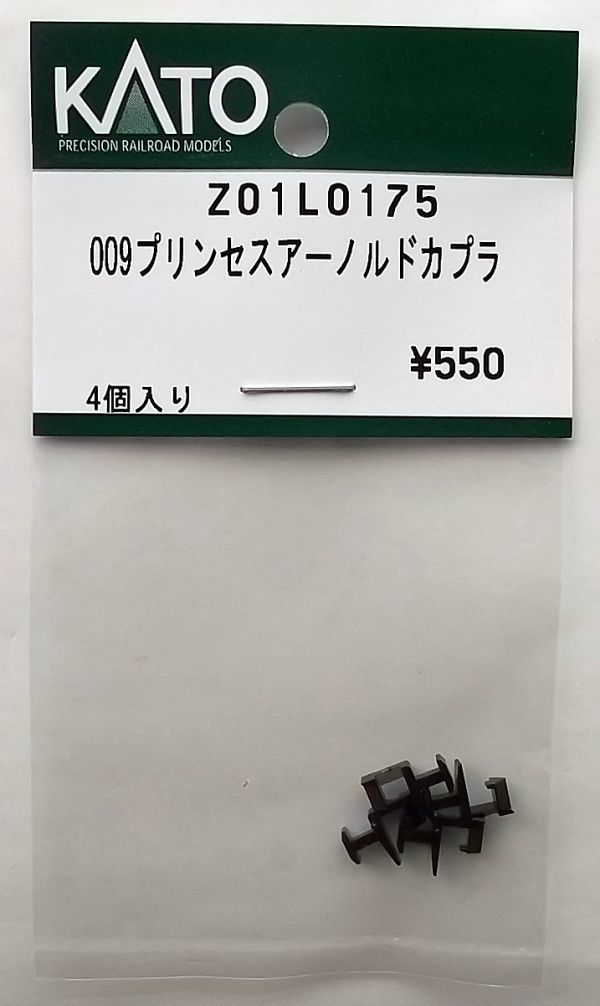 KATO
PRECISION RAILROAD MODELS
Z01L0175
009プリンセスアーノルドカプラ
¥550
4個入り